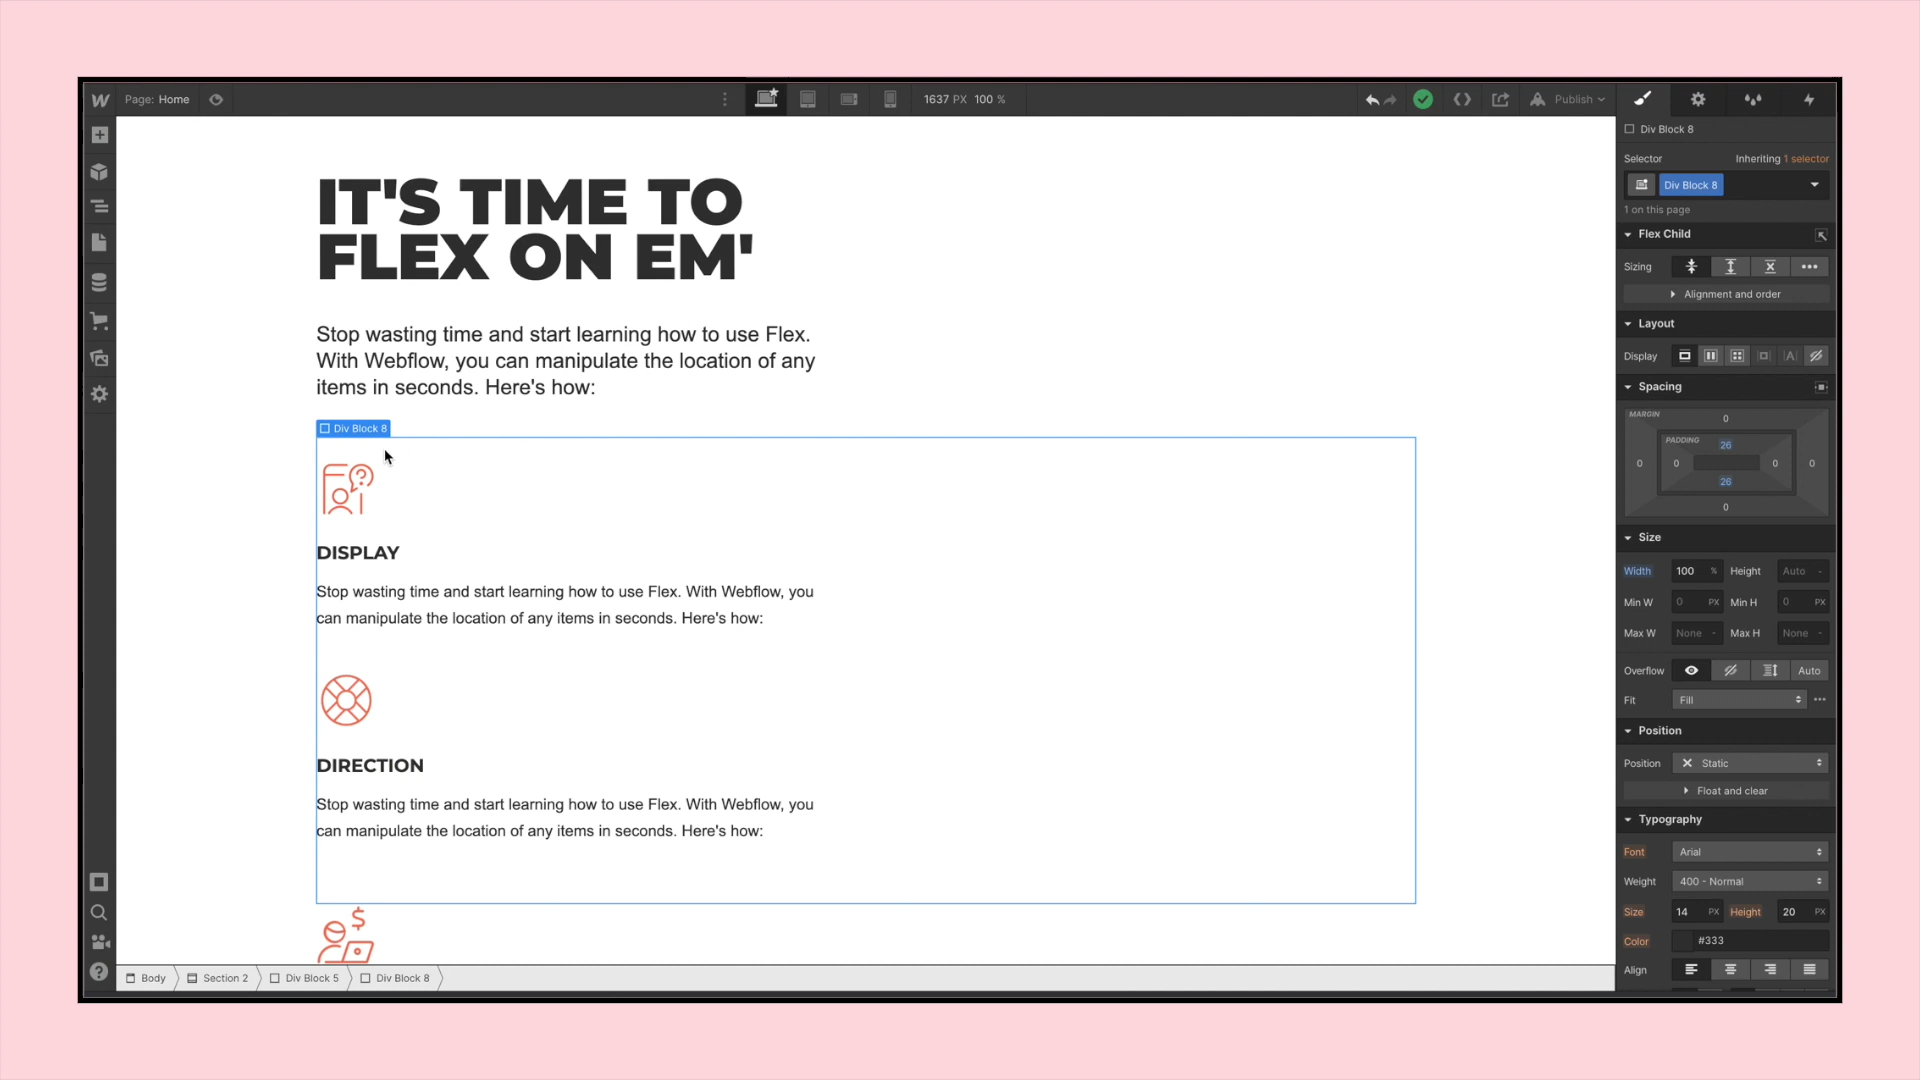 Page: Home
1637 PX 100 %
Publish
IT'S TIME TO
FLEX ON EM'
Stop wasting time and start learning how to use Flex.
With Webflow, you can manipulate the location of any
items in seconds. Here's how:
Div Block 8
DISPLAY
Stop wasting time and start learning how to use Flex. With Webflow, you
can manipulate the location of any items in seconds. Here's how:
DIRECTION
Stop wasting time and start learning how to use Flex. With Webflow, you
can manipulate the location of any items in seconds. Here's how:
Body Section 2 Div Block 5 Div Block 8
Div Block 8
Selector Inheriting 1 selector
Div Block 8
1 on this page
Flex Child
Sizing
Alignment and order
Layout
Display
Spacing
MARGIN
0
PADDING
26
0 0 0 0
26
0
Size
Width 100 % Height Auto -
Min W 0 PX Min H 0 PX
Max W None - Max H None -
Overflow Auto
Fit Fill
Position
Position Static
Float and clear
Typography
Font Arial
Weight 400 - Normal
Size 14 PX Height 20 PX
Color #333
Align